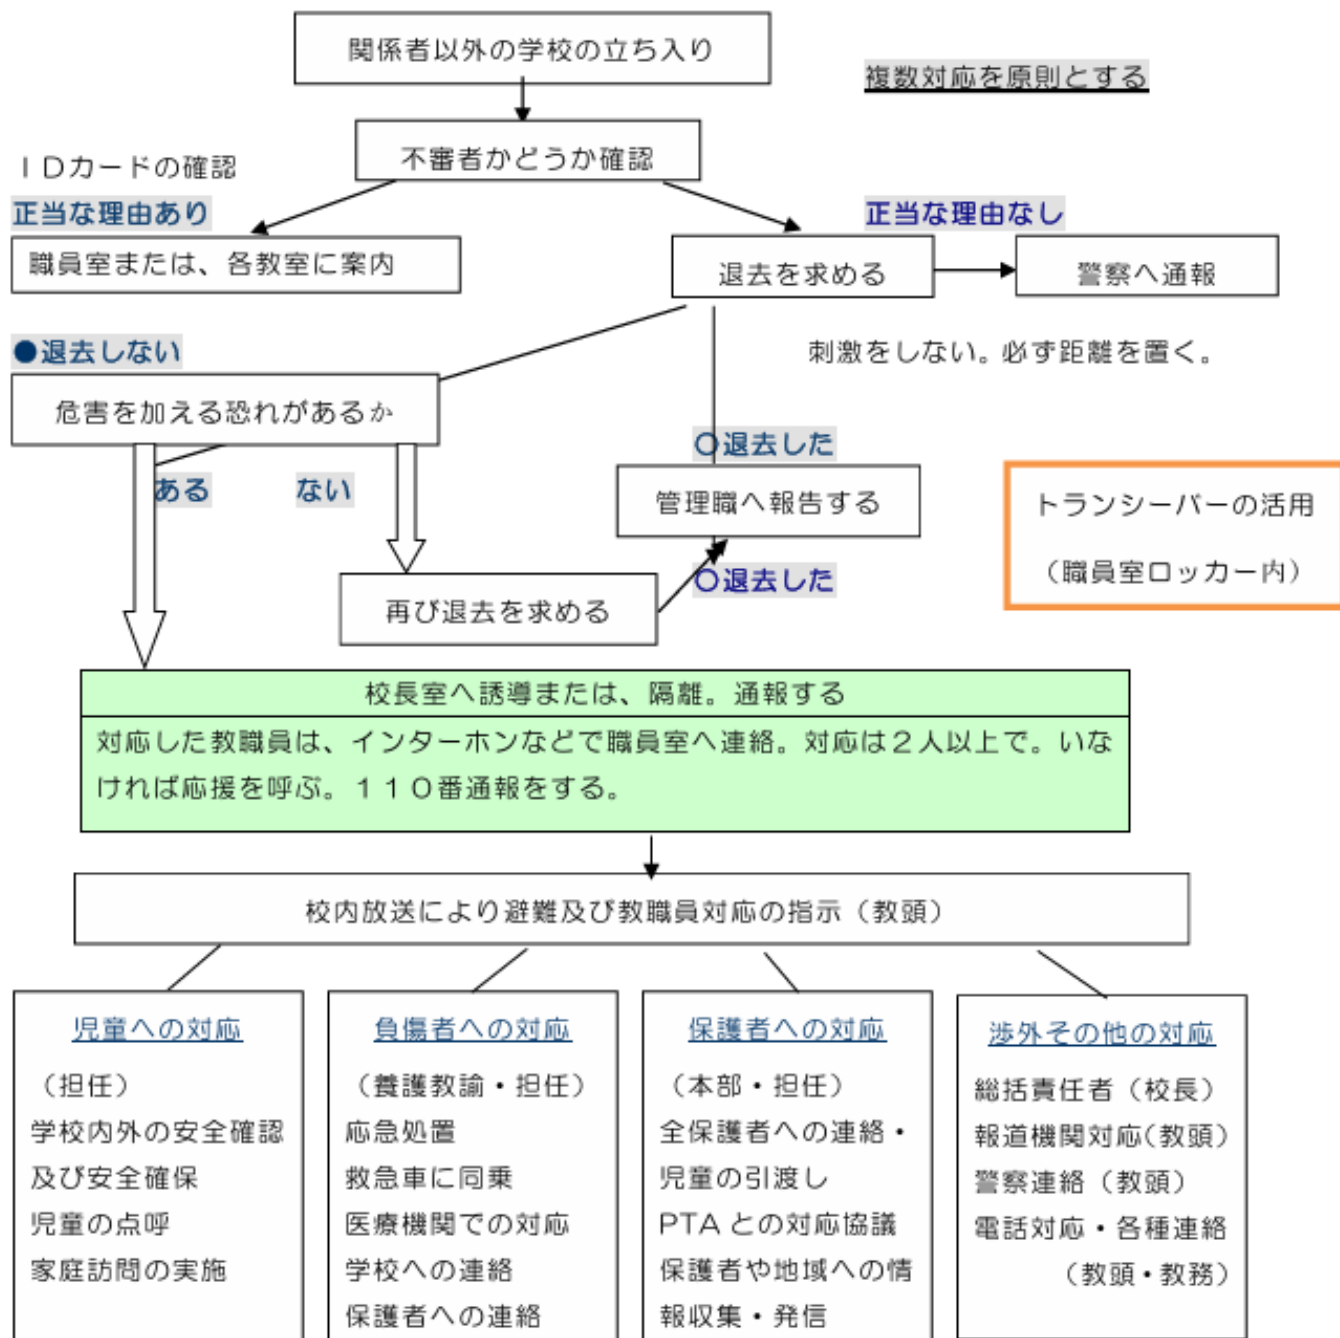 関係者以外の学校の立ち入り
複数対応を原則とする
不審者かどうか確認
ＩＤカードの確認
正当な理由あり
正当な理由なし
職員室または、各教室に案内
退去を求める
警察へ通報
●退去しない
刺激をしない。必ず距離を置く。
危害を加える恐れがあるか
〇退去した
ある
ない
管理職へ報告する
トランシーバーの活用
（職員室ロッカー内）
〇退去した
再び退去を求める
校長室へ誘導または、隔離。通報する
対応した教職員は、インターホンなどで職員室へ連絡。対応は２人以上で。いな
ければ応援を呼ぶ。１１０番通報をする。
校内放送により避難及び教職員対応の指示（教頭）
児童への対応
（担任）
学校内外の安全確認
及び安全確保
児童の点呼
家庭訪問の実施
負傷者への対応
（養護教諭・担任）
応急処置
救急車に同乗
医療機関での対応
学校への連絡
保護者への連絡
保護者への対応
（本部・担任）
全保護者への連絡・
児童の引渡し
PTA との対応協議
保護者や地域への情
報収集・発信
渉外その他の対応
総括責任者（校長）
報道機関対応（教頭）
警察連絡（教頭）
電話対応・各種連絡
（教頭・教務）